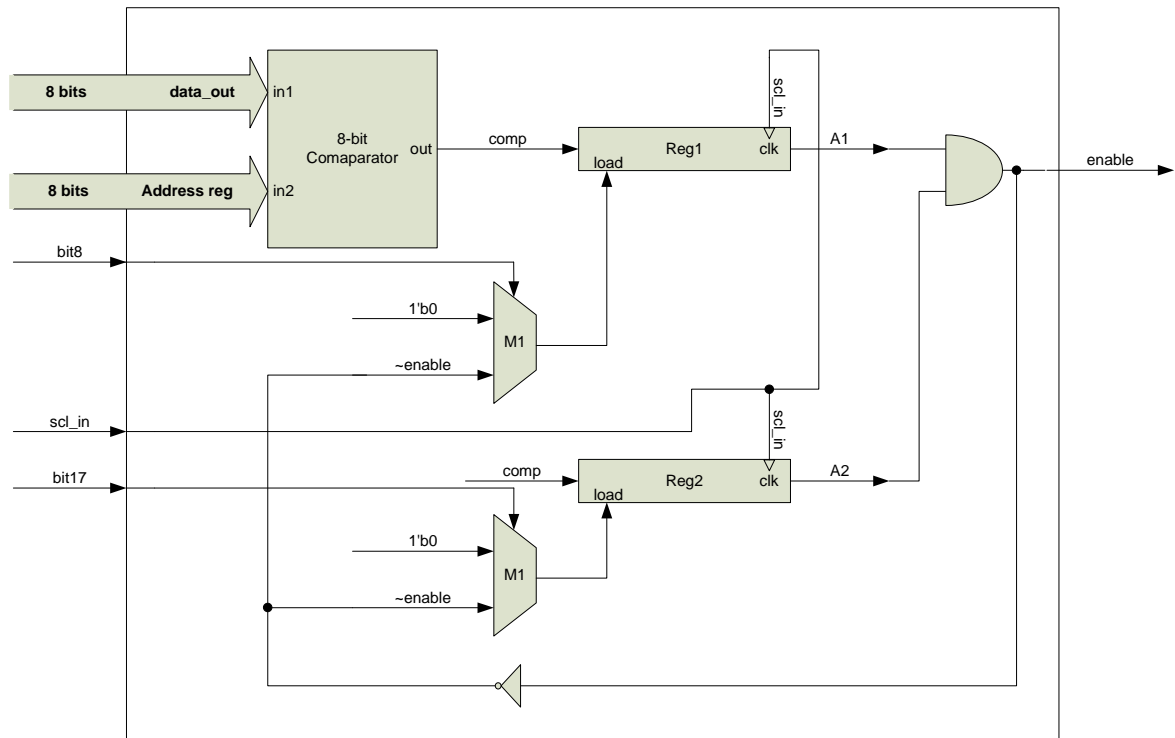 8 bits
data_out
in1
8-bit
Comaparator
out
comp
scl_in
Reg1
clk
load
A1
enable
8 bits
Address reg
in2
bit8
1'b0
M1
~enable
scl_in
scl_in
bit17
comp
Reg2
clk
load
A2
1'b0
M1
~enable